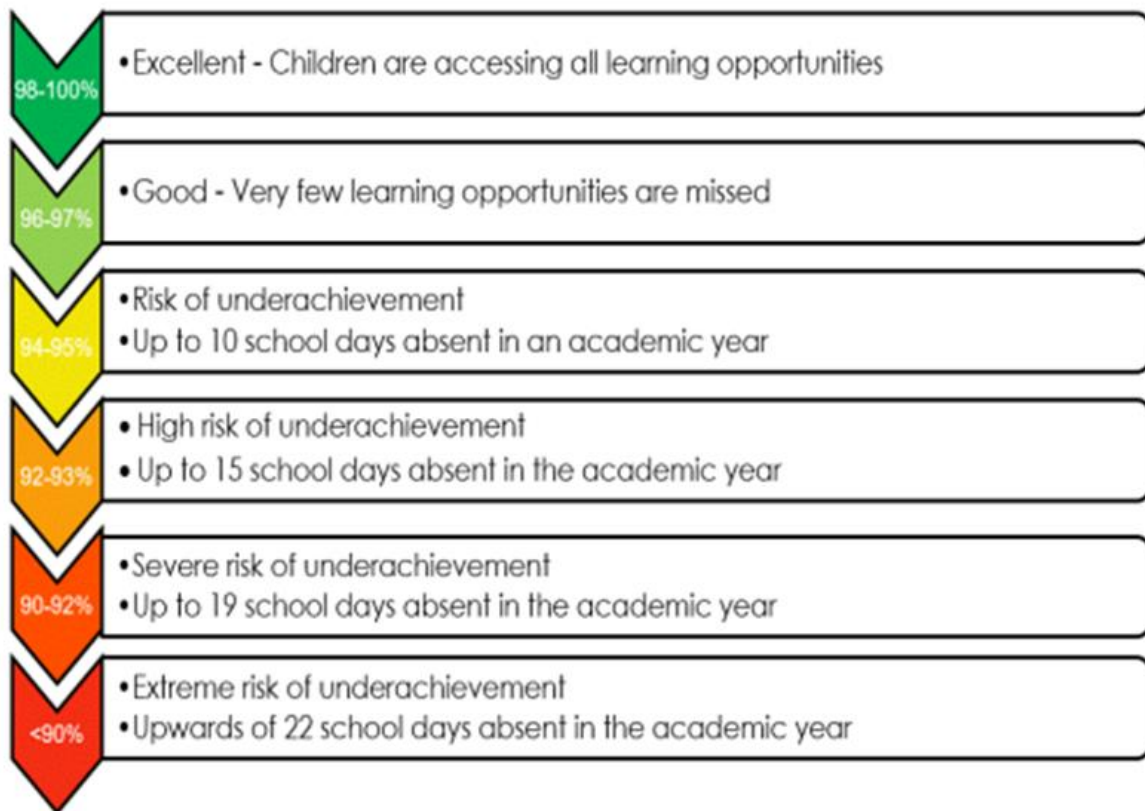 98-100%
•Excellent - Children are accessing all learning opportunities
96-97%
•Good - Very few learning opportunities are missed
94-95%
•Risk of underachievement
•Up to 10 school days absent in an academic year
92-93%
• High risk of underachievement
• Up to 15 school days absent in the academic year
90-92%
•Severe risk of underachievement
•Up to 19 school days absent in the academic year
<90%
•Extreme risk of underachievement
•Upwards of 22 school days absent in the academic year